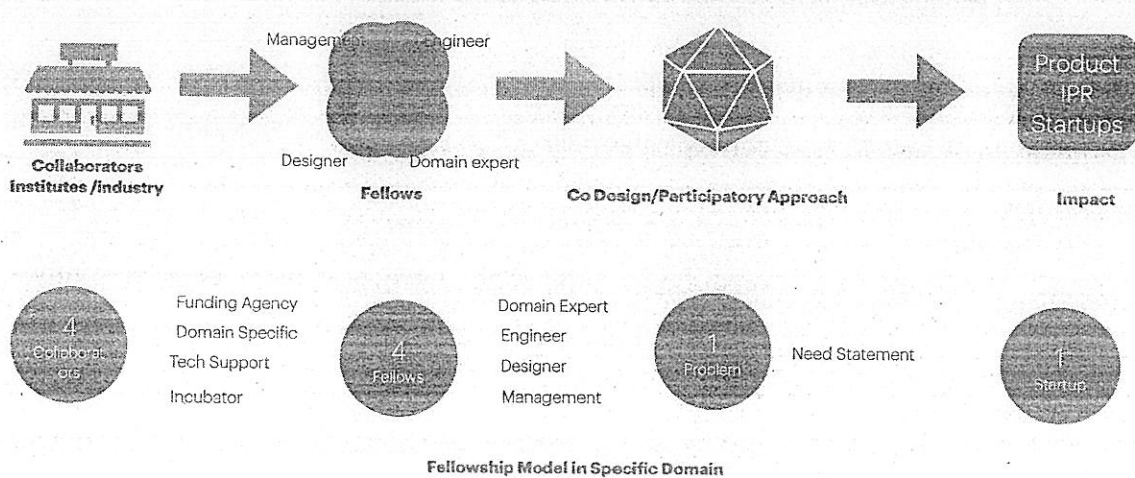 Management
Engineer
Designer
Domain expert
Product
IPR
Startups
Collaborators
Institutes /Industry
Fellows
Co Design/Participatory Approach
Impact
4
Collaborat
ors
Funding Agency
Domain Specific
Tech Support
Incubator
4
Fellows
Domain Expert
Engineer
Designer
Management
1
Problem
Need Statement
1
Startup
Fellowship Model in Specific Domain